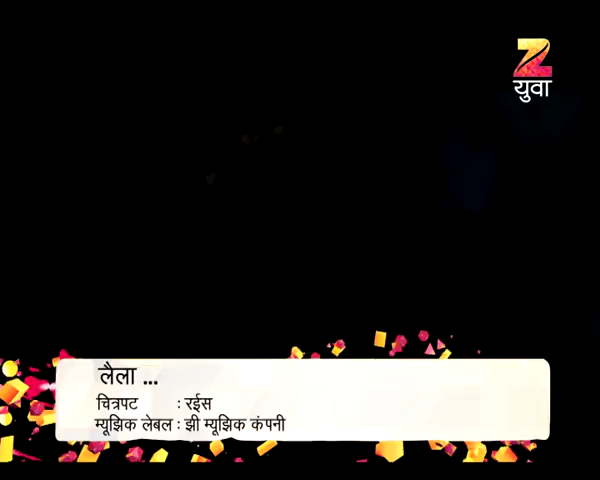 Z
युवा
लैला ...
चित्रपट : रईस
म्यूझिक लेबल : झी म्यूझिक कंपनी